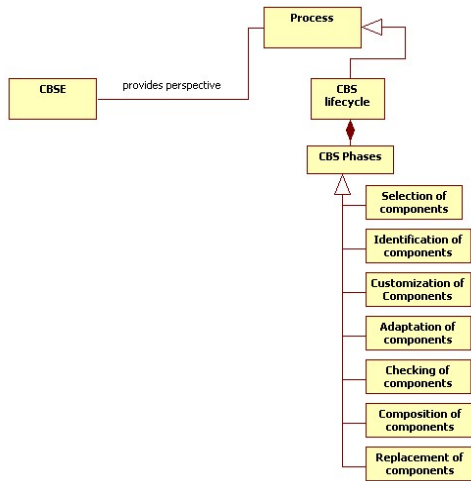 Process
CBSE
provides perspective
CBS
lifecycle
CBS Phases
Selection of
components
Identification of
components
Customization of
Components
Adaptation of
components
Checking of
components
Composition of
components
Replacement of
components